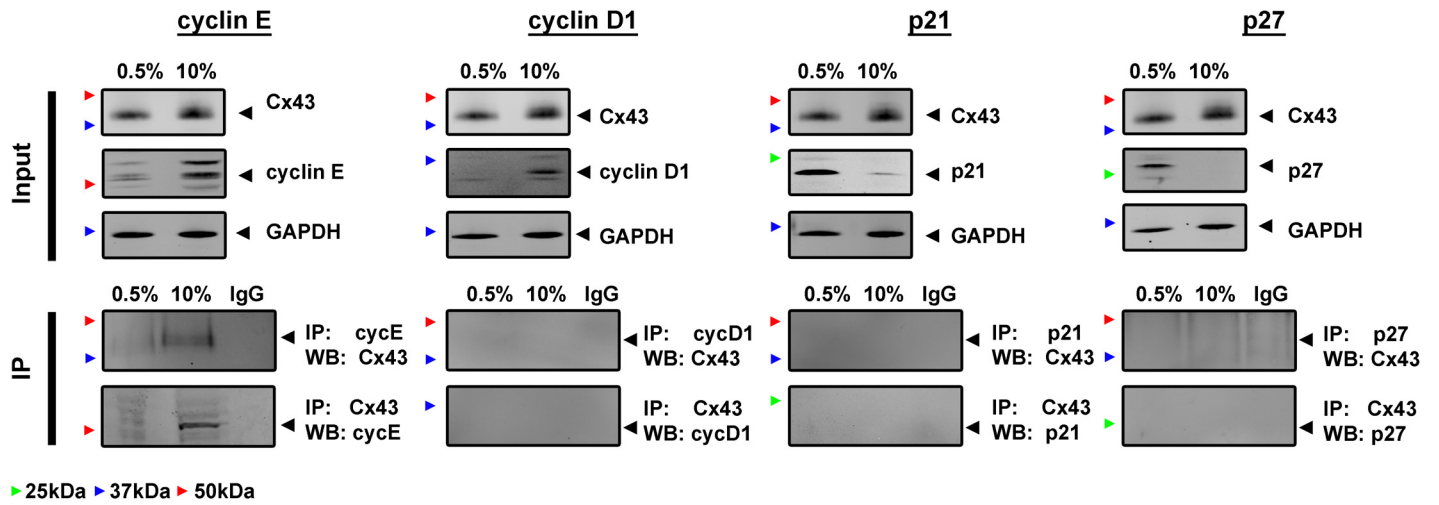 cyclin E cyclin D1 p21 p27
0.5% 10% 0.5% 10% 0.5% 10% 0.5% 10%
Input
Cx43 Cx43 Cx43 Cx43
cyclin E cyclin D1 p21 p27
GAPDH GAPDH GAPDH GAPDH
0.5% 10% IgG 0.5% 10% IgG 0.5% 10% IgG 0.5% 10% IgG
IP
IP: cycE IP: cycD1 IP: p21 IP: p27
WB: Cx43 WB: Cx43 WB: Cx43 WB: Cx43
IP: Cx43 IP: Cx43 IP: Cx43 IP: Cx43
WB: cycE WB: cycD1 WB: p21 WB: p27
25kDa 37kDa 50kDa